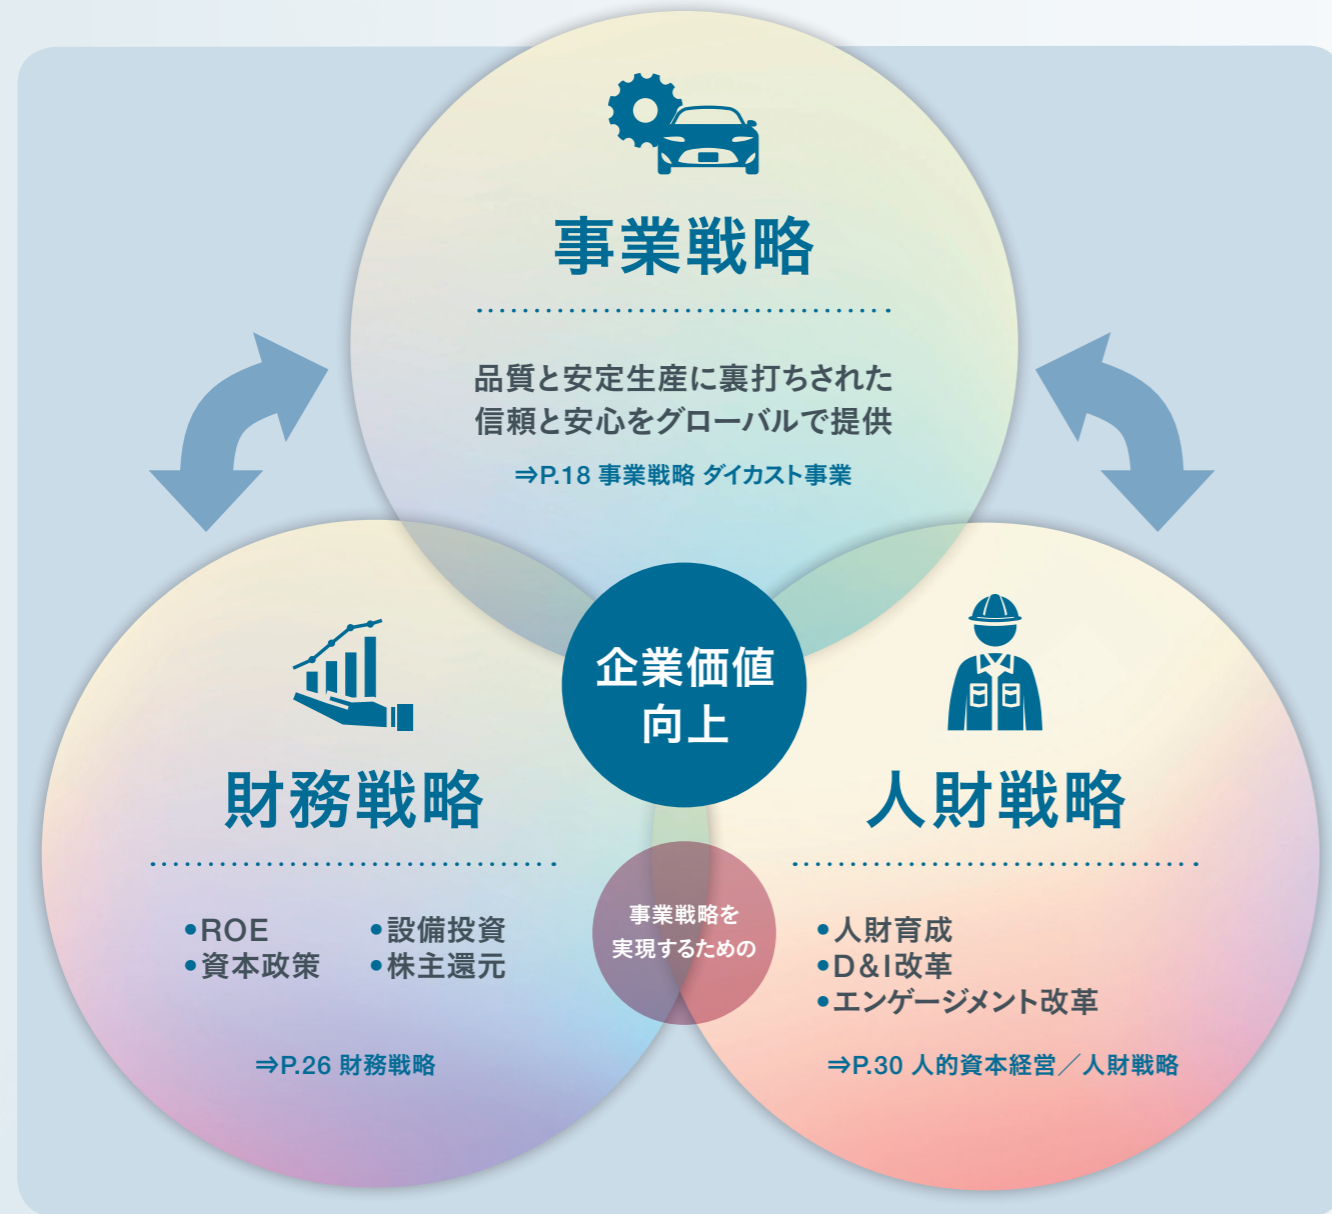 事業戦略
品質と安定生産に裏打ちされた
信頼と安心をグローバルで提供
⇒P.18 事業戦略 ダイカスト事業
企業価値
向上
財務戦略
•ROE
•資本政策
•設備投資
•株主還元
⇒P.26 財務戦略
事業戦略を
実現するための
人財戦略
•人財育成
•D&I改革
•エンゲージメント改革
⇒P.30 人的資本経営／人財戦略